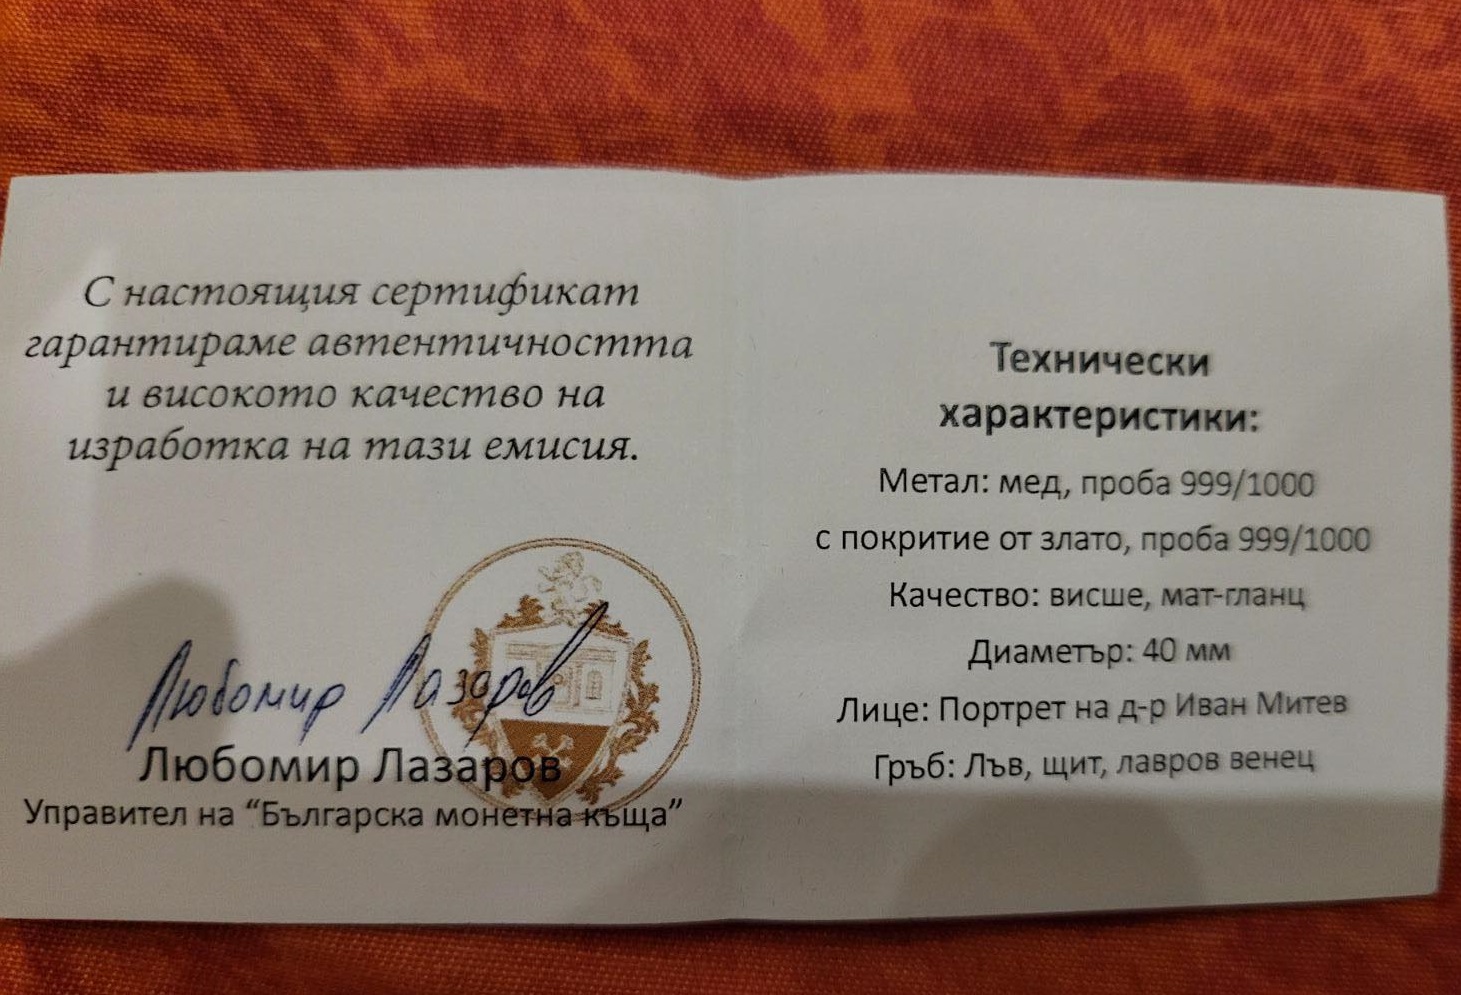 С настоящия сертификат
гарантираме автентичността
и високото качество на
изработка на тази емисия.
Любомир Лазаров
Любомир Лазаров
Управител на “Българска монетна къща”
Технически
характеристики:
Метал: мед, проба 999/1000
с покритие от злато, проба 999/1000
Качество: висше, мат-гланц
Диаметър: 40 мм
Лице: Портрет на д-р Иван Митев
Гръб: Лъв, щит, лавров венец